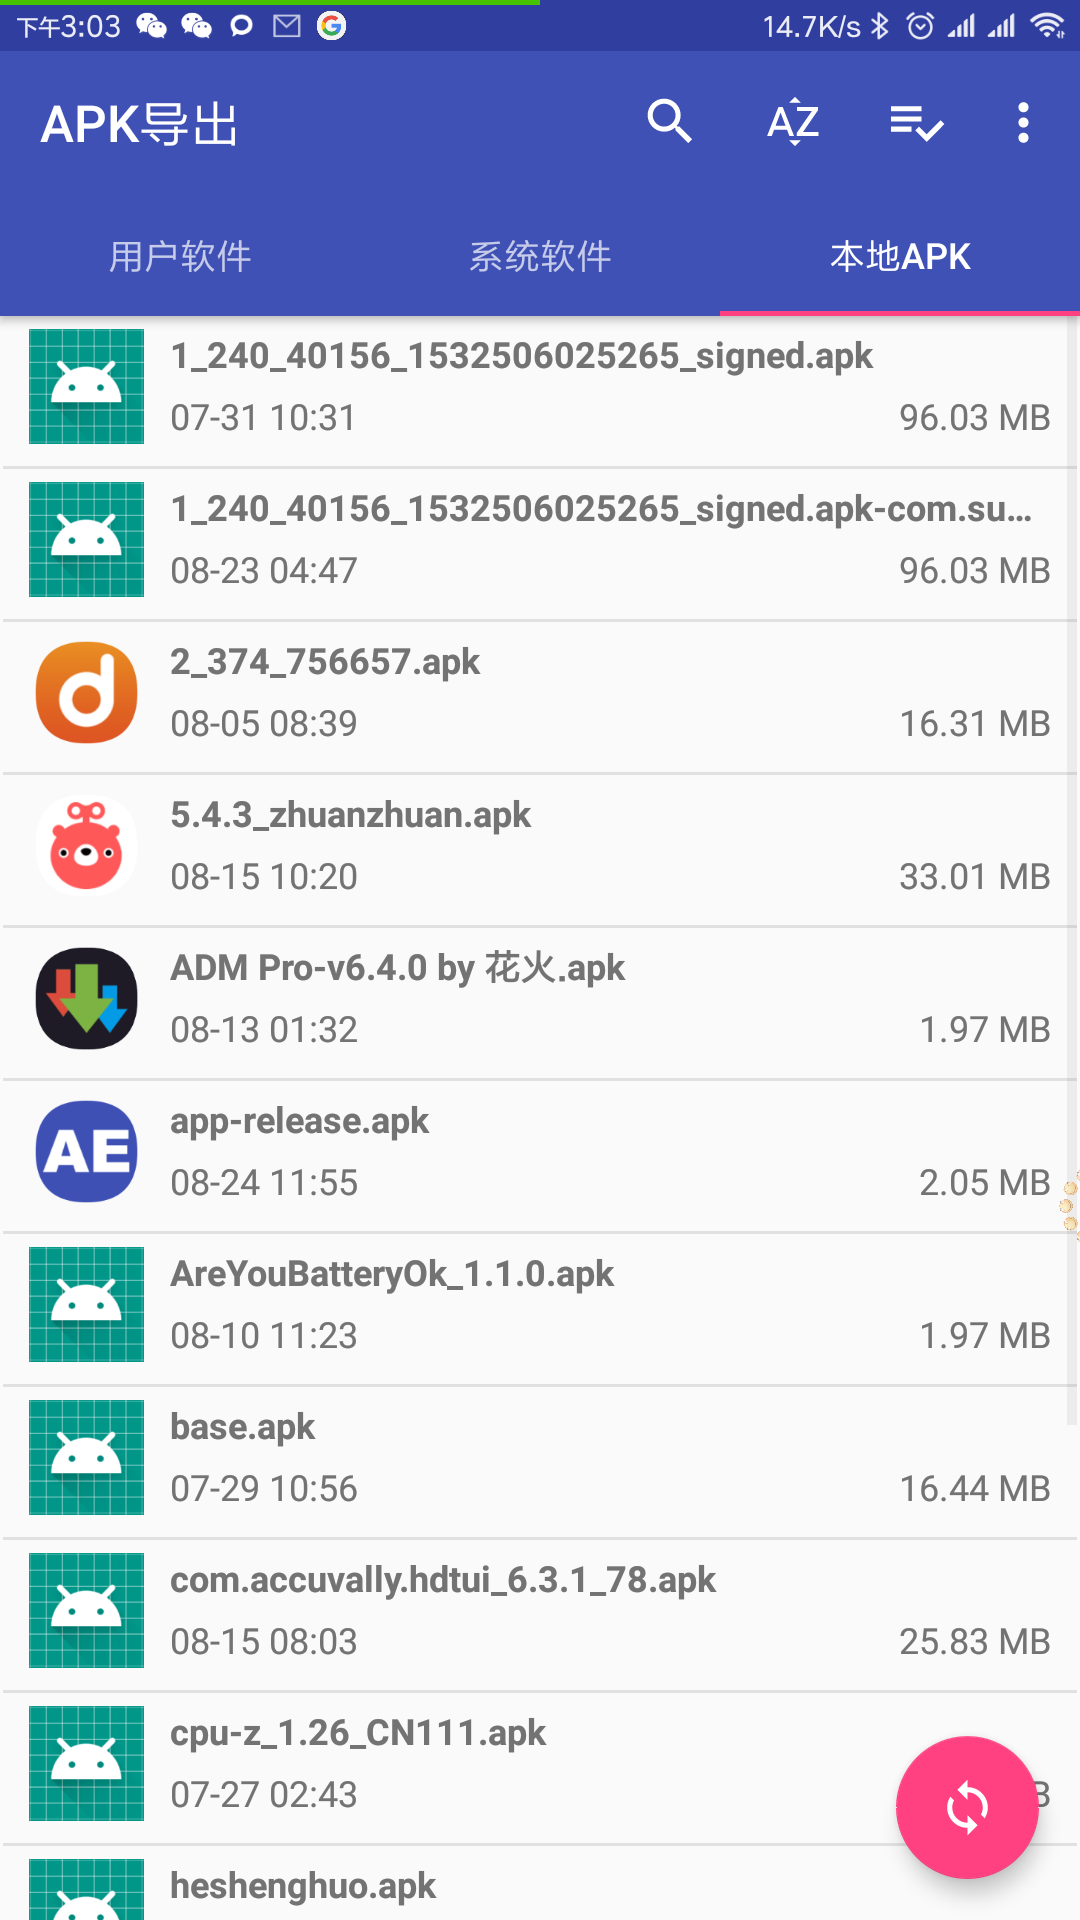 下午3:03
14.7K/s
APK导出
AZ
用户软件 系统软件 本地APK
1_240_40156_1532506025265_signed.apk
07-31 10:31 96.03 MB
1_240_40156_1532506025265_signed.apk-com.su...
08-23 04:47 96.03 MB
2_374_756657.apk
08-05 08:39 16.31 MB
5.4.3_zhuanzhuan.apk
08-15 10:20 33.01 MB
ADM Pro-v6.4.0 by 花火.apk
08-13 01:32 1.97 MB
AE
app-release.apk
08-24 11:55 2.05 MB
AreYouBatteryOk_1.1.0.apk
08-10 11:23 1.97 MB
base.apk
07-29 10:56 16.44 MB
com.accuvally.hdtui_6.3.1_78.apk
08-15 08:03 25.83 MB
cpu-z_1.26_CN111.apk
07-27 02:43
heshenghuo.apk